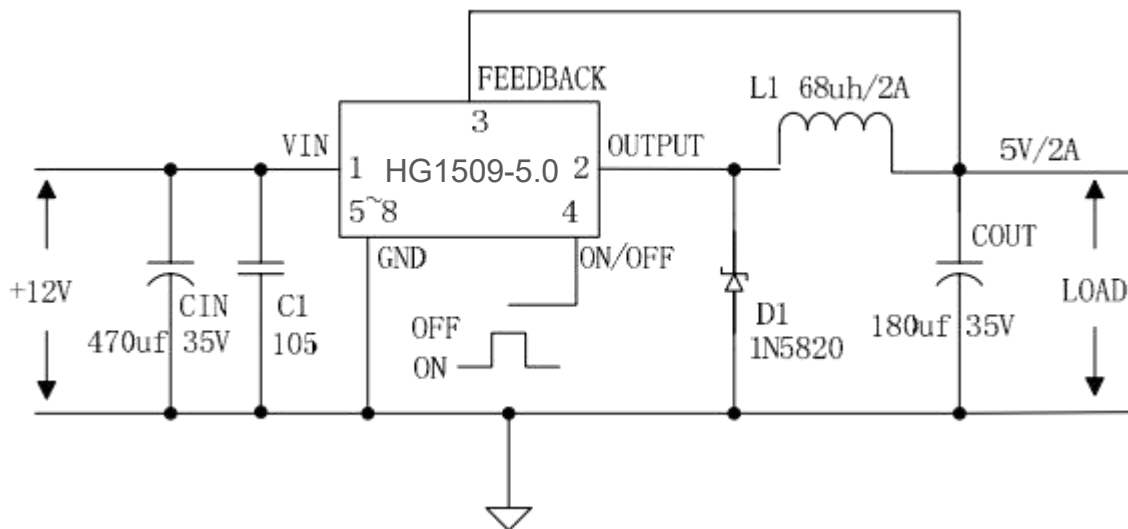 FEEDBACK
L1 68uh/2A
3
VIN
OUTPUT
5V/2A
1 HG1509-5.0 2
5~8
4
GND
ON/OFF
COUT
+12V
CIN
C1
LOAD
470uf 35V
105
OFF
ON
D1
1N5820
180uf 35V